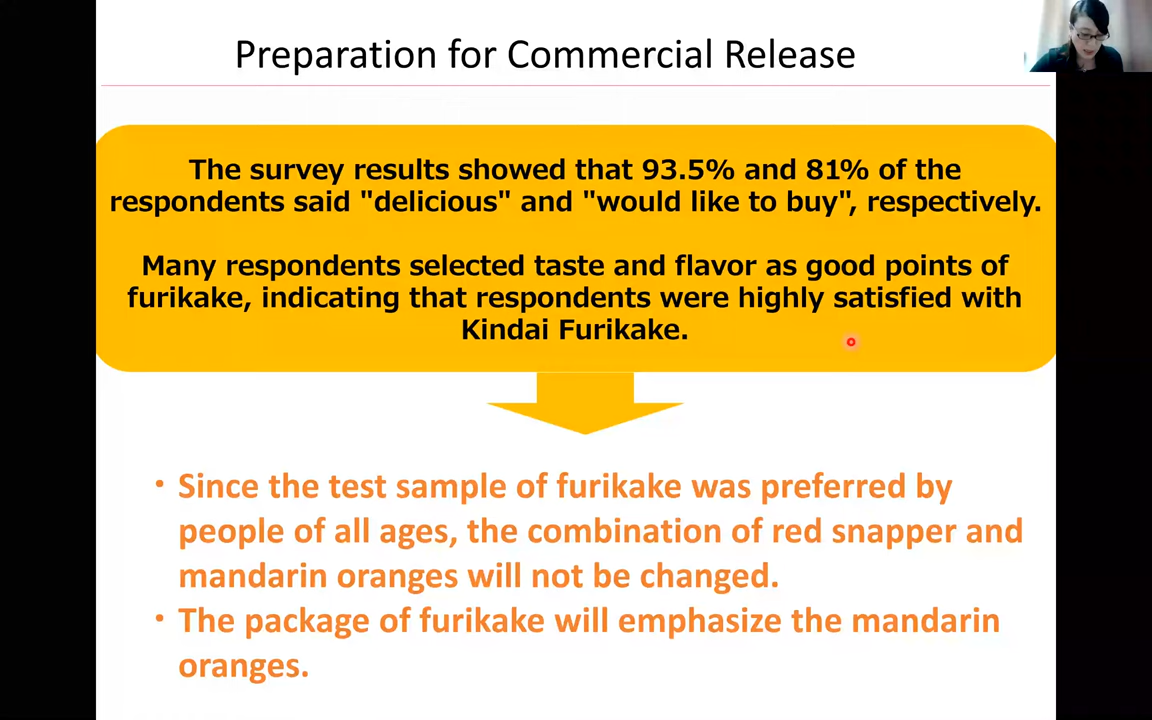 Preparation for Commercial Release
The survey results showed that 93.5% and 81% of the
respondents said "delicious" and "would like to buy", respectively.
Many respondents selected taste and flavor as good points of
furikake, indicating that respondents were highly satisfied with
Kindai Furikake.
• Since the test sample of furikake was preferred by
people of all ages, the combination of red snapper and
mandarin oranges will not be changed.
• The package of furikake will emphasize the mandarin
oranges.